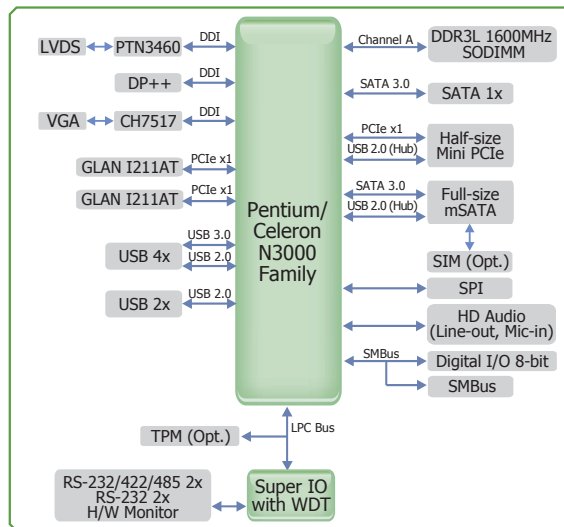 LVDS
PTN3460
DDI
DP++
DDI
VGA
CH7517
DDI
GLAN I211AT
PCIe x1
GLAN I211AT
PCIe x1
USB 4x
USB 3.0
USB 2.0
USB 2x
USB 2.0
Pentium/
Celeron
N3000
Family
Channel A
DDR3L 1600MHz
SODIMM
SATA 3.0
SATA 1x
PCIe x1
USB 2.0 (Hub)
Half-size
Mini PCIe
SATA 3.0
USB 2.0 (Hub)
Full-size
mSATA
SIM (Opt.)
SPI
HD Audio
(Line-out, Mic-in)
SMBus
Digital I/O 8-bit
SMBus
LPC Bus
TPM (Opt.)
RS-232/422/485 2x
RS-232 2x
H/W Monitor
Super IO
with WDT